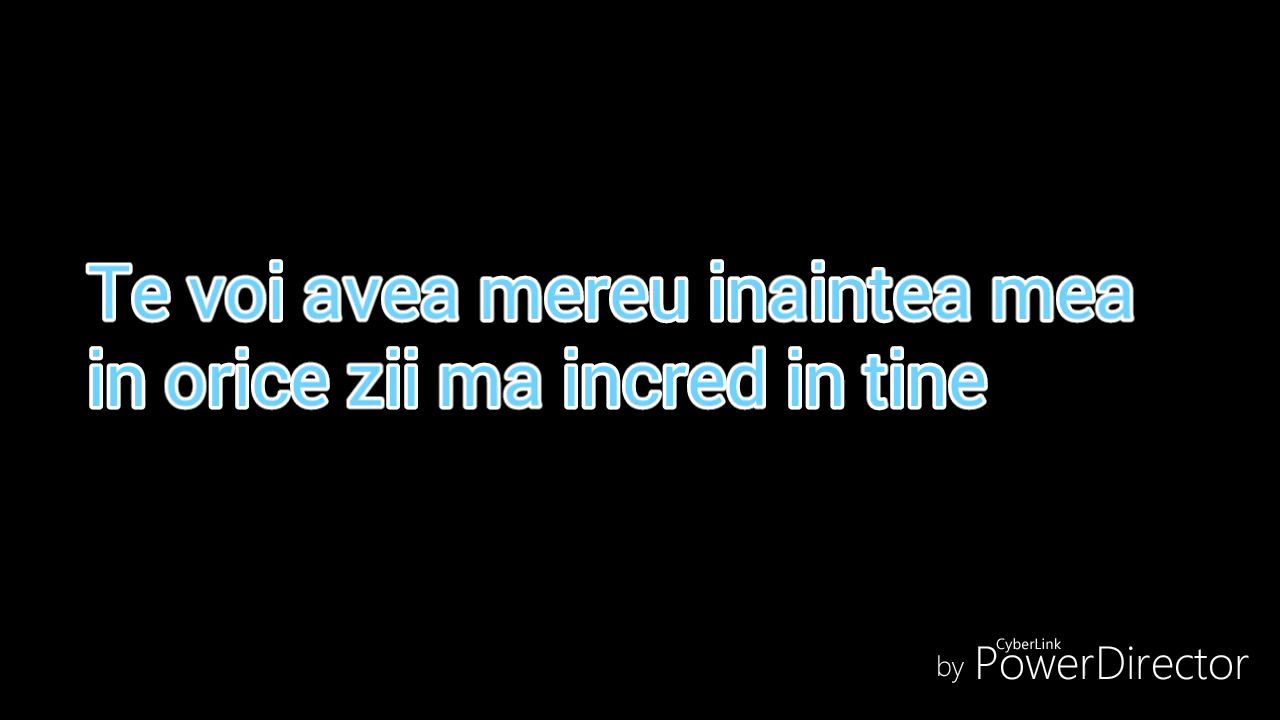 Te voi avea mereu inaintea mea
in orice zii ma incred in tine
CyberLink
by PowerDirector